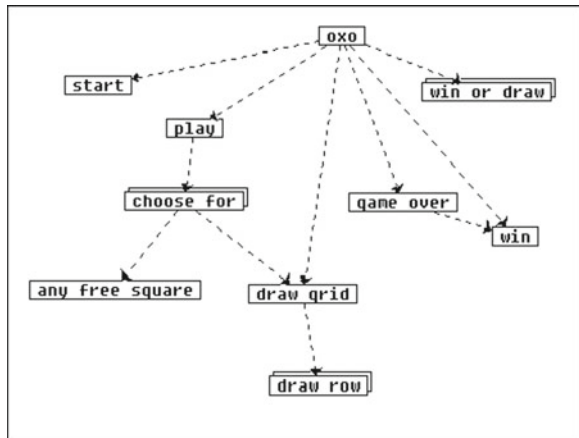 oxo
start
win or draw
play
choose for
game over
win
any free square
draw grid
draw row